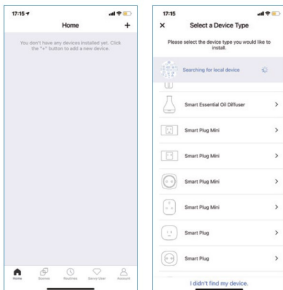 17:15
Home
+
You don't have any devices installed yet. Click
the "+" button to add a new device.
Home
Account
17:15
Select a Device Type
Please select the device type you would like to
install.
Searching for local device
Smart Essential Oil Diffuser
Smart Plug Mini
Smart Plug Mini
Smart Plug Mini
Smart Plug Mini
Smart Plug
Smart Plug
I didn't find my device.